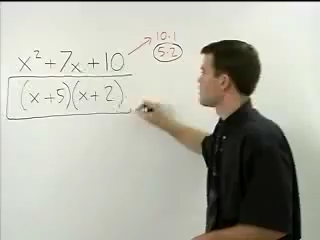 10·1
5·2
x² + 7x + 10
(x + 5)(x + 2)